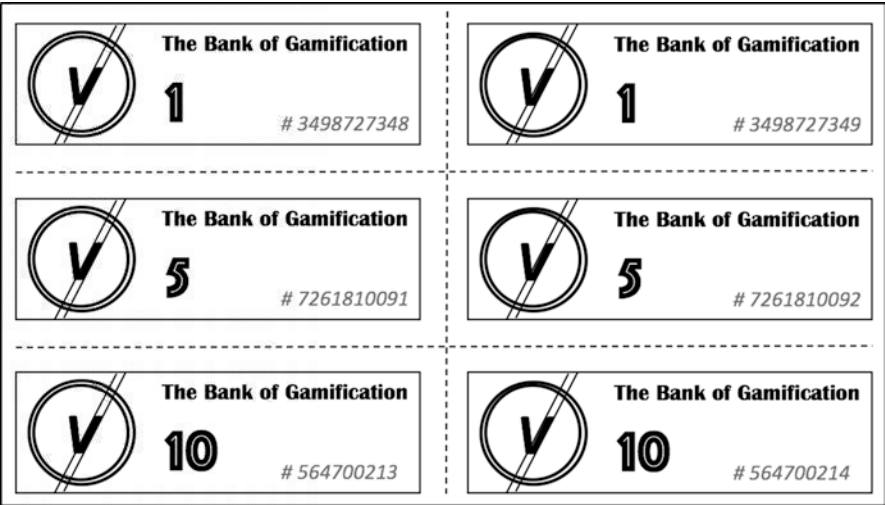 The Bank of Gamification
V
1
# 3498727348
The Bank of Gamification
V
1
# 3498727349
The Bank of Gamification
V
5
# 7261810091
The Bank of Gamification
V
5
# 7261810092
The Bank of Gamification
V
10
# 564700213
The Bank of Gamification
V
10
# 564700214